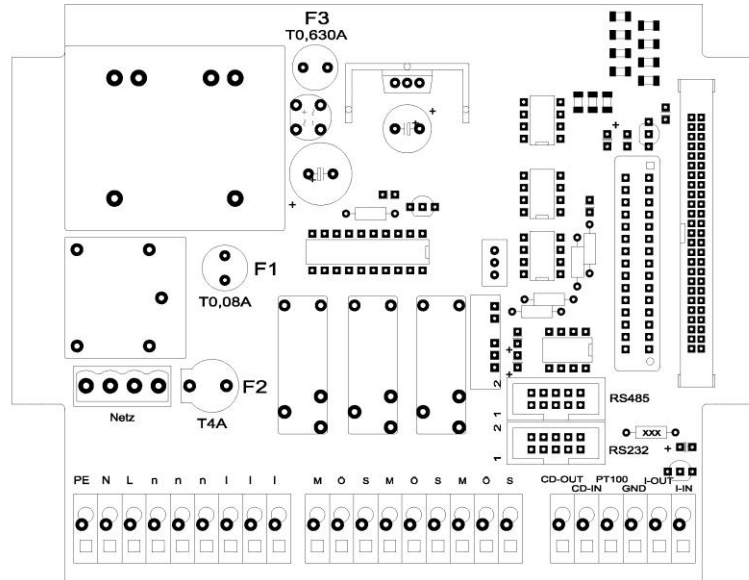 F3
T0,630A
F1
T0,08A
F2
T4A
Netz
2
1
RS485
2
1
RS232
xxx
PE N L n n n I I I
M Ö S M Ö S M Ö S
CD-OUT PT100 I-OUT
CD-IN GND I-IN